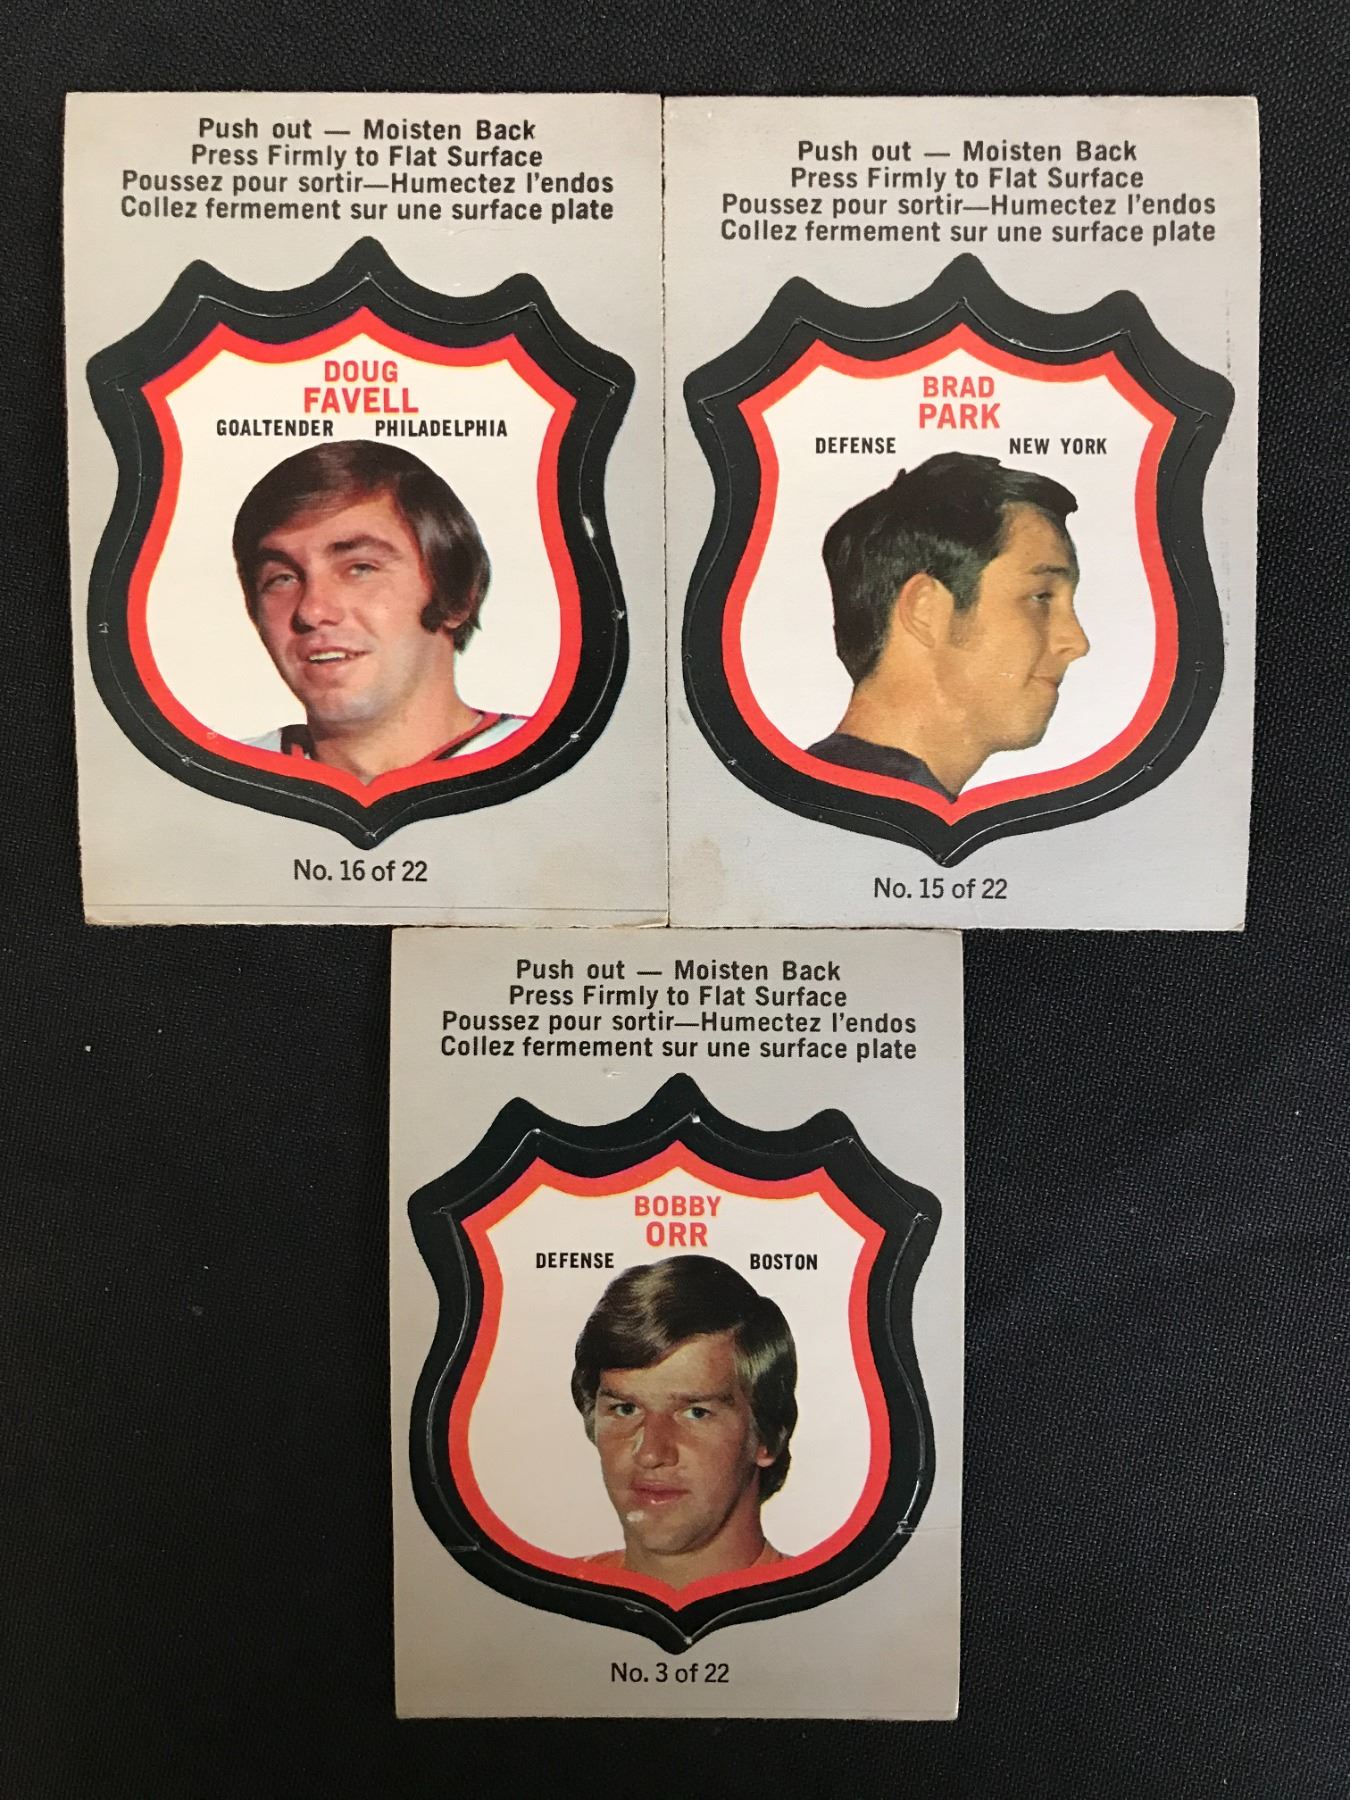 Push out — Moisten Back
Press Firmly to Flat Surface
Poussez pour sortir—Humectez l'endos
Collez fermement sur une surface plate
DOUG
FAVELL
GOALTENDER PHILADELPHIA
No. 16 of 22
Push out — Moisten Back
Press Firmly to Flat Surface
Poussez pour sortir—Humectez l'endos
Collez fermement sur une surface plate
BRAD
PARK
DEFENSE NEW YORK
No. 15 of 22
Push out — Moisten Back
Press Firmly to Flat Surface
Poussez pour sortir—Humectez l'endos
Collez fermement sur une surface plate
BOBBY
ORR
DEFENSE BOSTON
No. 3 of 22